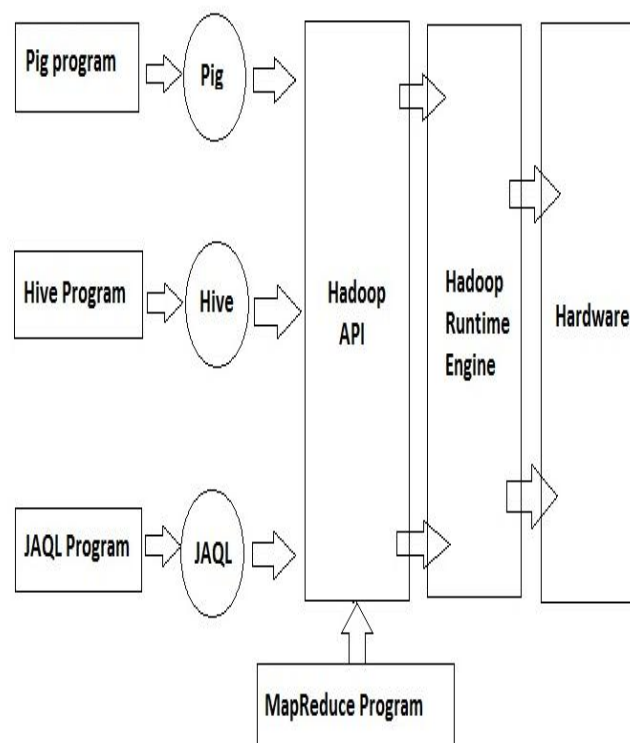 Pig program
Pig
Hive Program
Hive
JAQL Program
JAQL
Hadoop
API
Hadoop
Runtime
Engine
Hardware
MapReduce Program